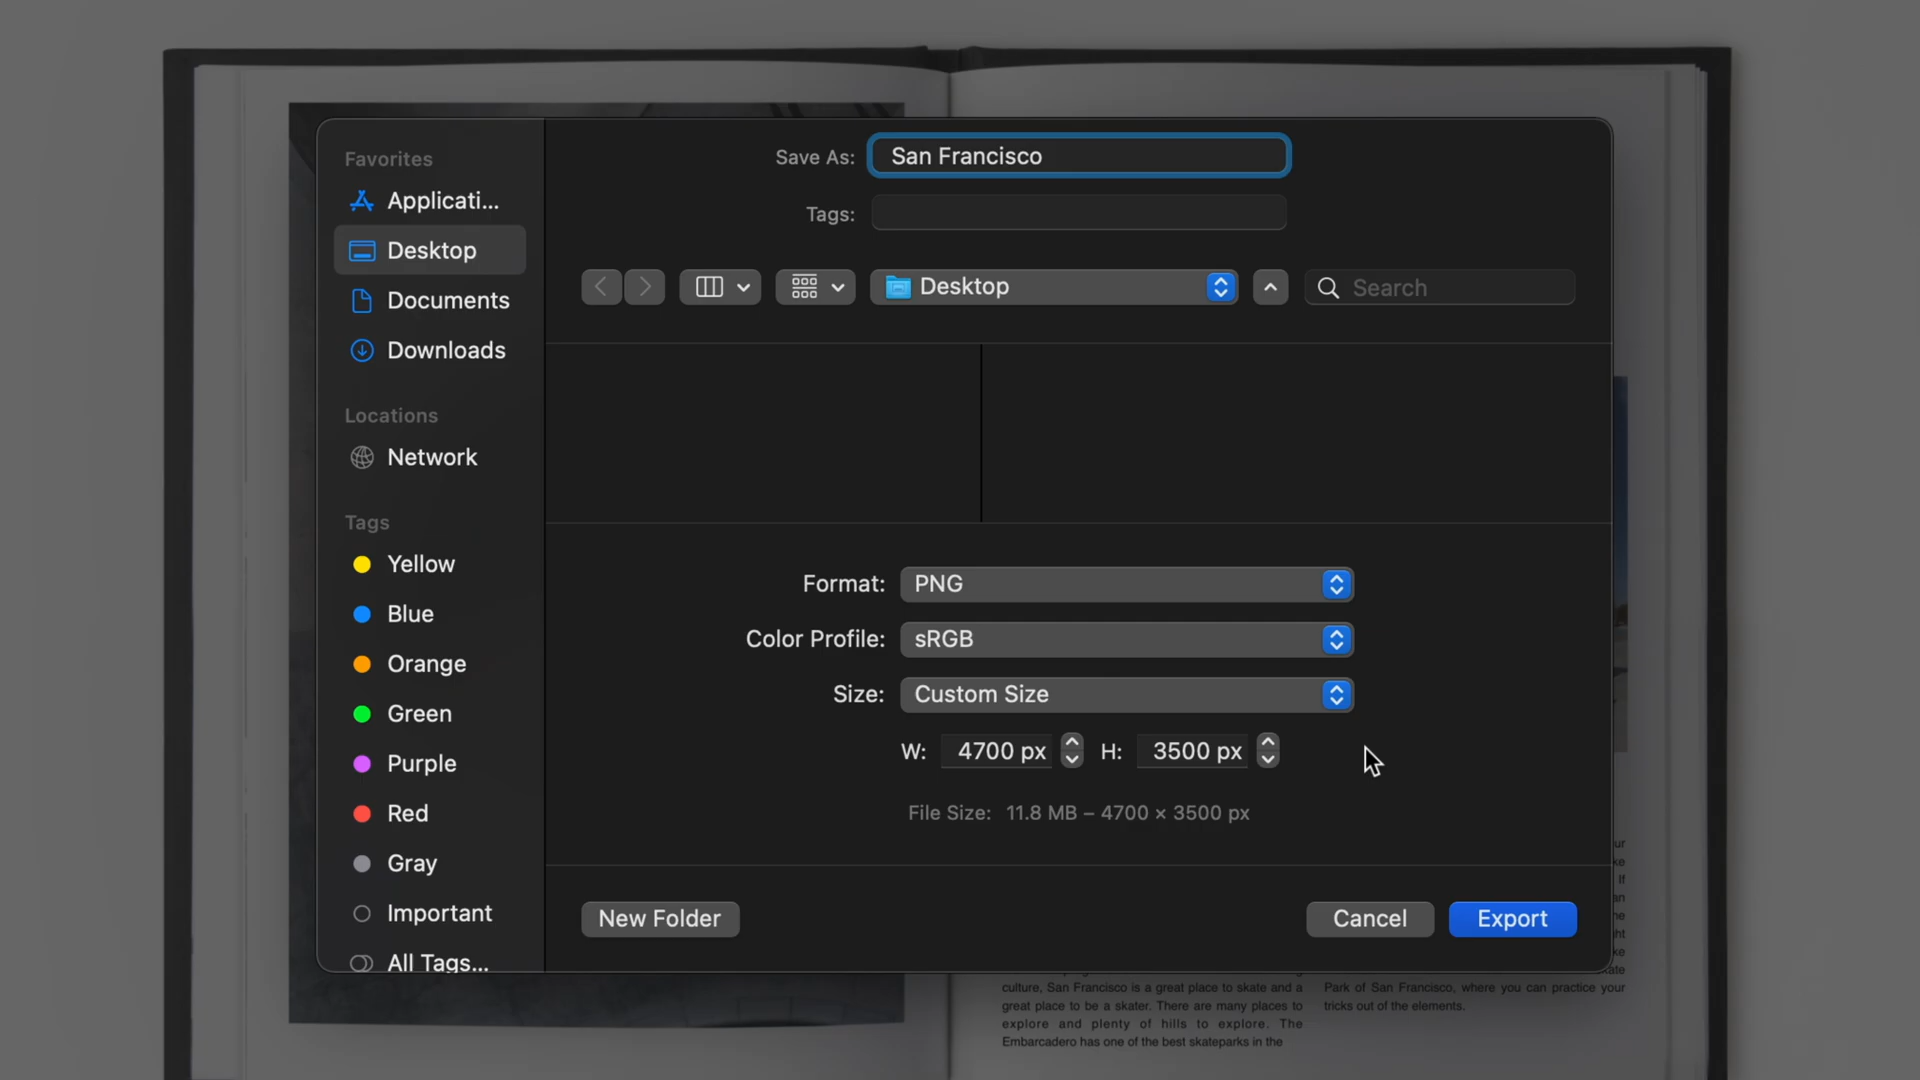 Favorites
Applicati...
Desktop
Documents
Downloads
Locations
Network
Tags
Yellow
Blue
Orange
Green
Purple
Red
Gray
Important
All Tags...
Save As: San Francisco
Tags:
Desktop
Search
Format: PNG
Color Profile: sRGB
Size: Custom Size
W: 4700 px H: 3500 px
File Size: 11.8 MB – 4700 × 3500 px
New Folder
Cancel
Export
culture, San Francisco is a great place to skate and a
great place to be a skater. There are many places to
explore and plenty of hills to explore. The
Embarcadero has one of the best skateparks in the
Park of San Francisco, where you can practice your
tricks out of the elements.